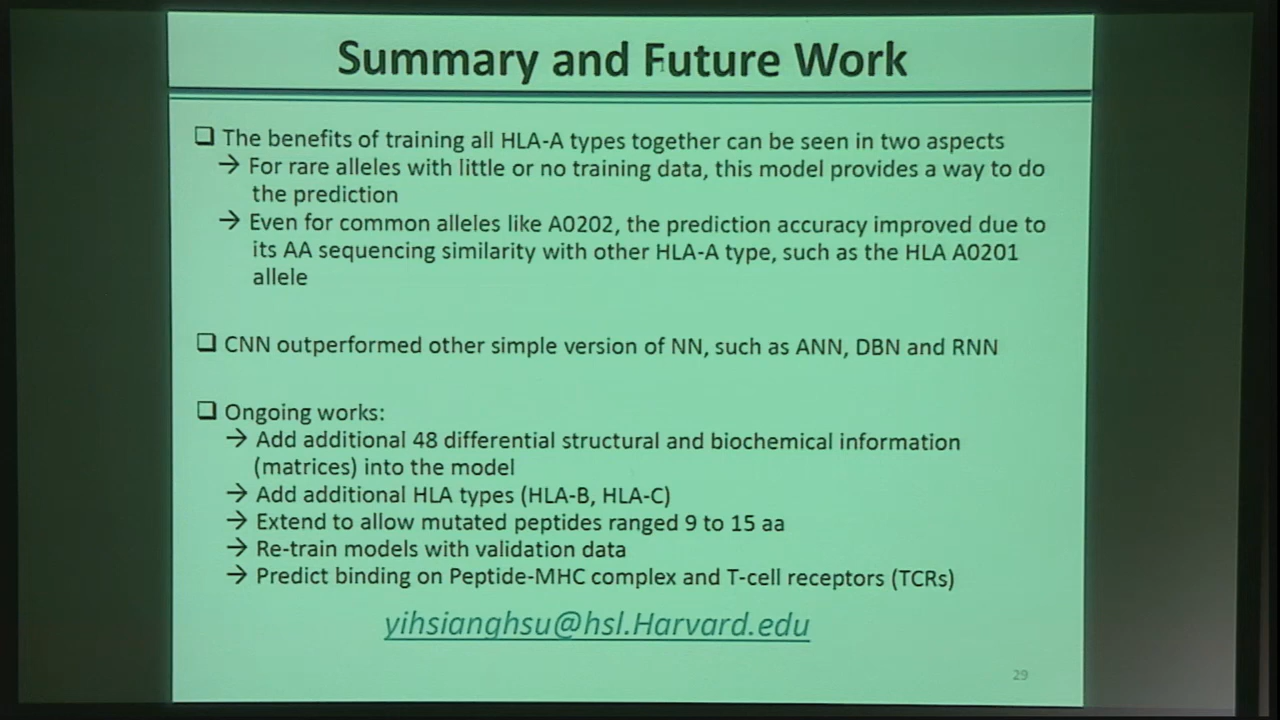 Summary and Future Work
❑ The benefits of training all HLA-A types together can be seen in two aspects
→ For rare alleles with little or no training data, this model provides a way to do
the prediction
→ Even for common alleles like A0202, the prediction accuracy improved due to
its AA sequencing similarity with other HLA-A type, such as the HLA A0201
allele
❑ CNN outperformed other simple version of NN, such as ANN, DBN and RNN
❑ Ongoing works:
→ Add additional 48 differential structural and biochemical information
(matrices) into the model
→ Add additional HLA types (HLA-B, HLA-C)
→ Extend to allow mutated peptides ranged 9 to 15 aa
→ Re-train models with validation data
→ Predict binding on Peptide-MHC complex and T-cell receptors (TCRs)
yihsianghsu@hsl.Harvard.edu
29